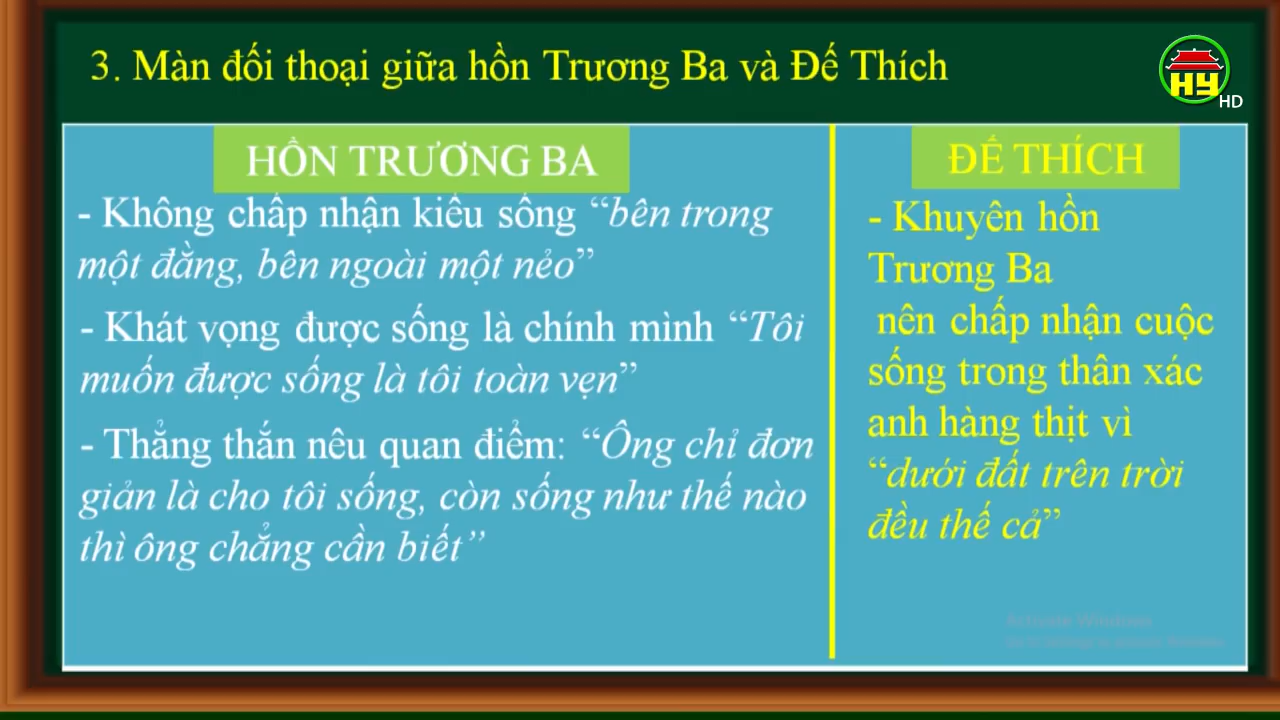 3. Màn đối thoại giữa hồn Trương Ba và Đế Thích
HY
HD
HỒN TRƯƠNG BA
- Không chấp nhận kiểu sống “bên trong
một đằng, bên ngoài một nẻo”
- Khát vọng được sống là chính mình “Tôi
muốn được sống là tôi toàn vẹn”
- Thẳng thắn nêu quan điểm: “Ông chỉ đơn
giản là cho tôi sống, còn sống như thế nào
thì ông chẳng cần biết”
ĐẾ THÍCH
- Khuyên hồn
Trương Ba
nên chấp nhận cuộc
sống trong thân xác
anh hàng thịt vì
“dưới đất trên trời
đều thế cả”
Activate Windows